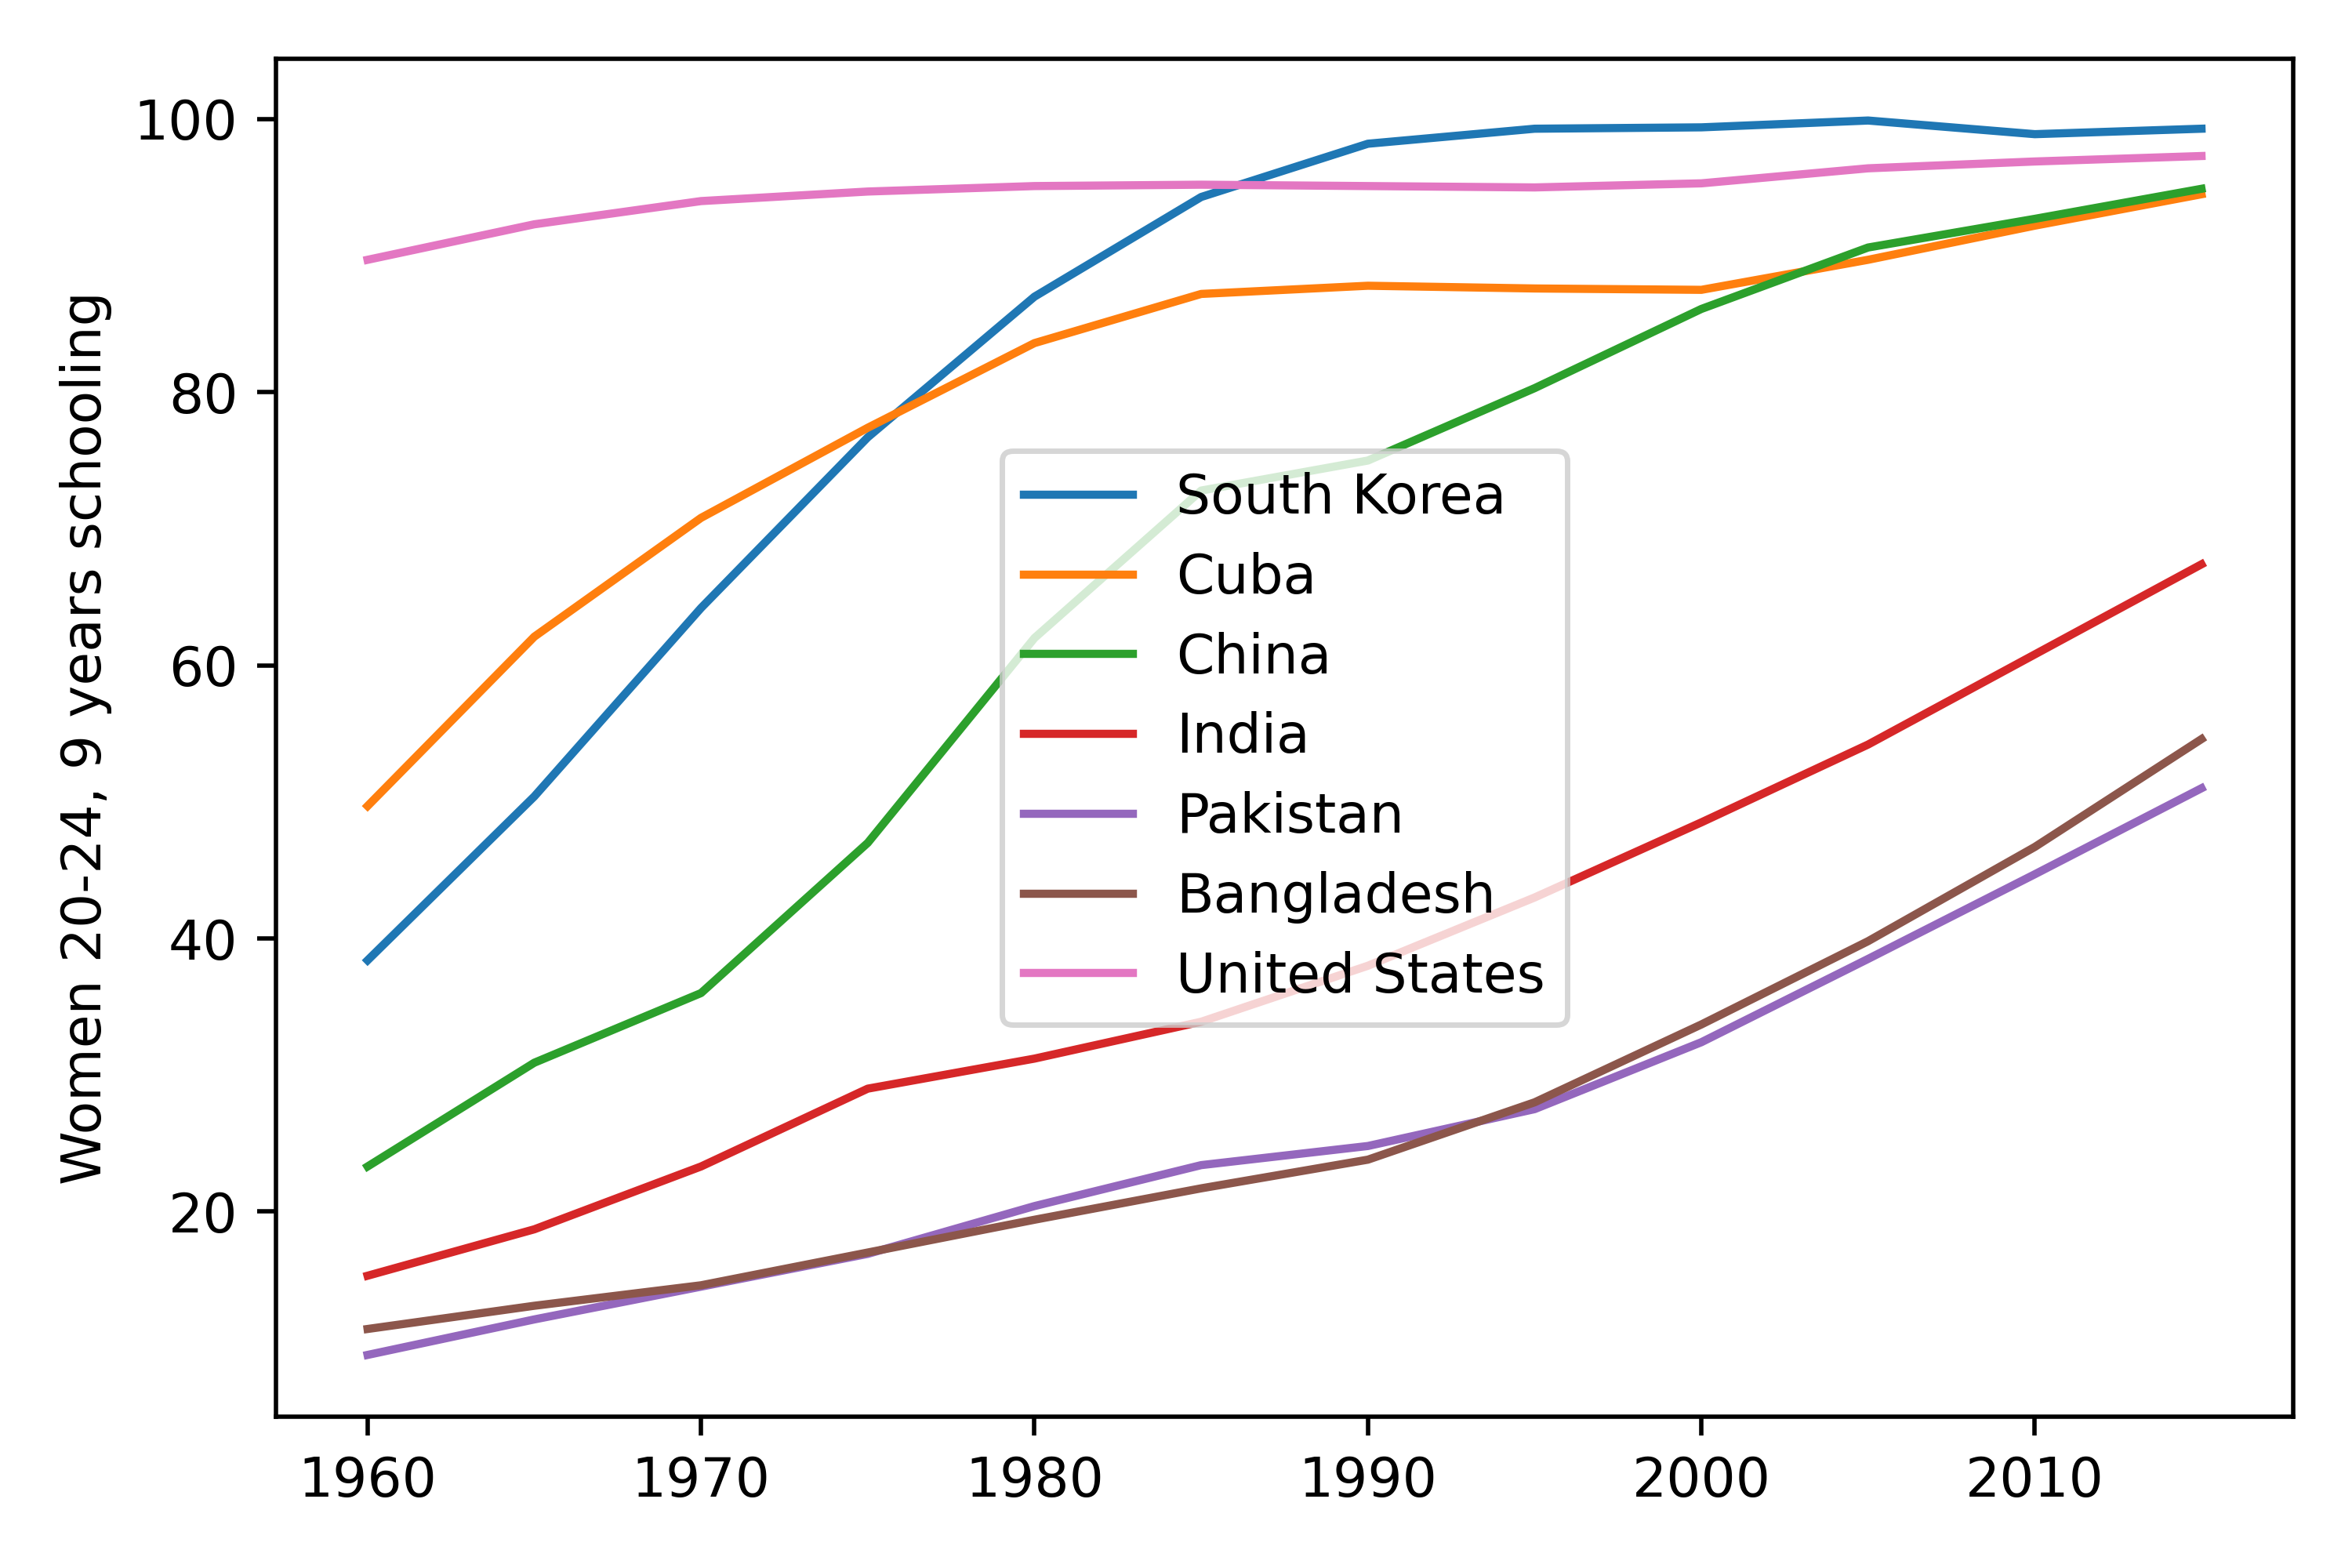 Women 20-24, 9 years schooling
100
80
60
40
20
South Korea
Cuba
China
India
Pakistan
Bangladesh
United States
1960 1970 1980 1990 2000 2010